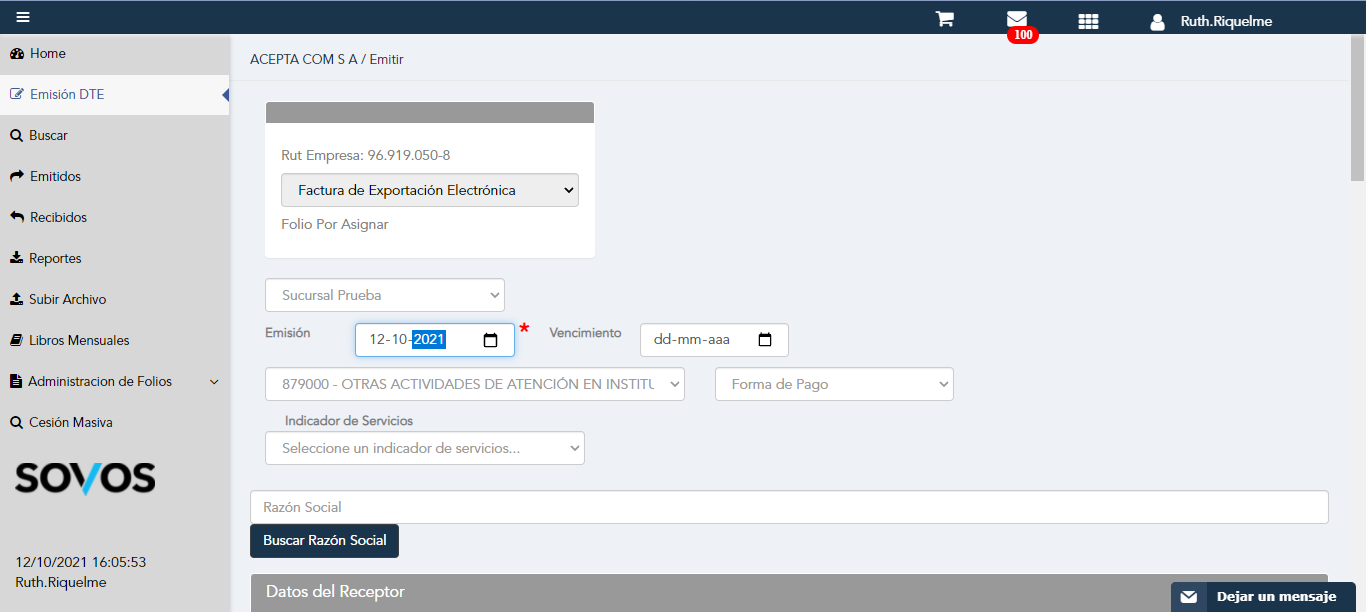 Ruth.Riquelme
100
Home
ACEPTA COM S A / Emitir
Emisión DTE
Buscar
Emitidos
Recibidos
Reportes
Subir Archivo
Libros Mensuales
Administracion de Folios
Cesión Masiva
SOVOS
12/10/2021 16:05:53
Ruth.Riquelme
Rut Empresa: 96.919.050-8
Factura de Exportación Electrónica
Folio Por Asignar
Sucursal Prueba
Emisión 12-10-2021 * Vencimiento dd-mm-aaa
879000 - OTRAS ACTIVIDADES DE ATENCIÓN EN INSTITU Forma de Pago
Indicador de Servicios
Seleccione un indicador de servicios...
Razón Social
Buscar Razón Social
Datos del Receptor
Dejar un mensaje